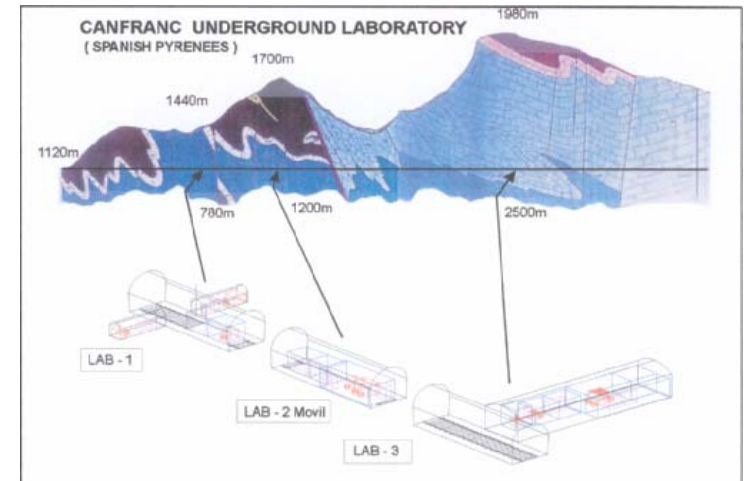 CANFRANC UNDERGROUND LABORATORY
( SPANISH PYRENEES )
1980m
1700m
1440m
1120m
780m
1200m
2500m
LAB - 1
LAB - 2 Movil
LAB - 3